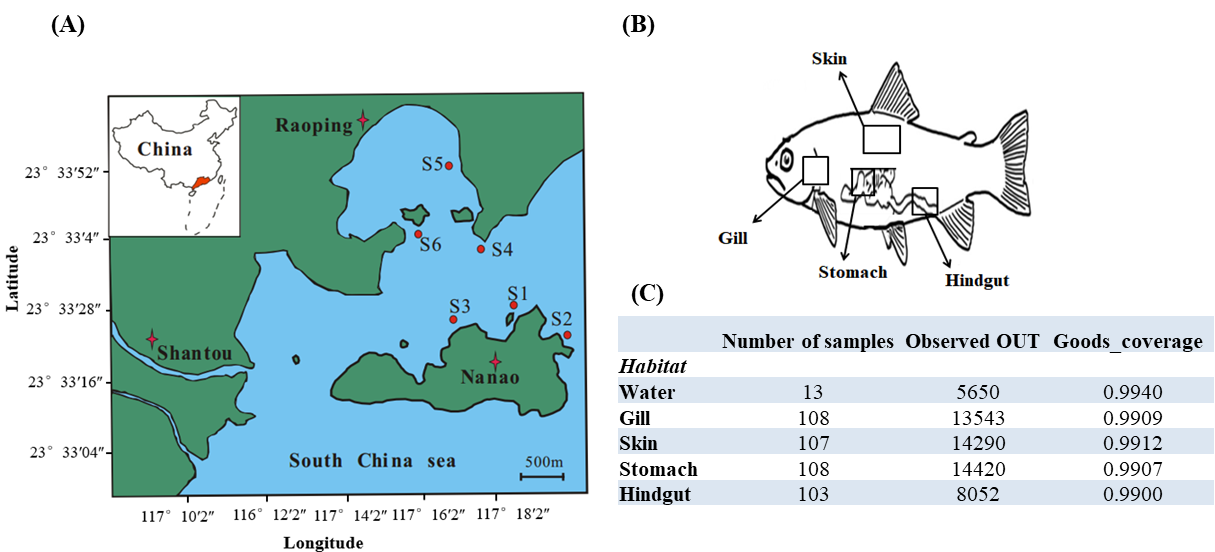 (A)
China
Raoping
S5
S6
S4
S1
S3
S2
Shantou
Nanao
South China sea
500m
Latitude
23° 33′52″
23° 33′4″
23° 33′28″
23° 33′16″
23° 33′04″
117° 10′2″ 116° 12′2″ 117° 14′2″ 117° 16′2″ 117° 18′2″
Longitude
(B)
Skin
Gill
Stomach
Hindgut
(C)
Number of samples Observed OUT Goods_coverage
Habitat
Water 13 5650 0.9940
Gill 108 13543 0.9909
Skin 107 14290 0.9912
Stomach 108 14420 0.9907
Hindgut 103 8052 0.9900